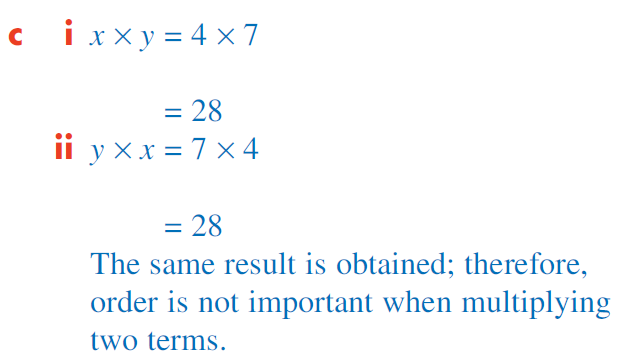 c i x × y = 4 × 7
= 28
ii y × x = 7 × 4
= 28
The same result is obtained; therefore,
order is not important when multiplying
two terms.